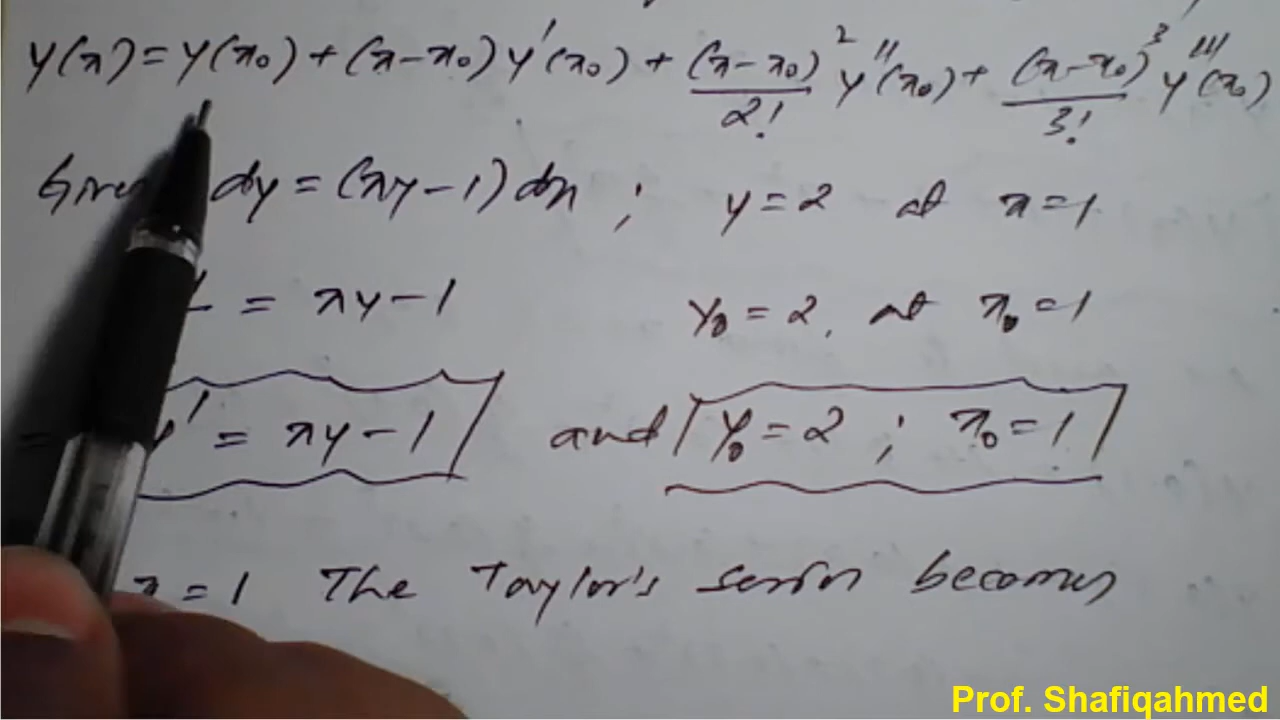 y(x) = y(x₀) + (x-x₀) y'(x₀) + (x-x₀)²/2! y''(x₀) + (x-x₀)³/3! y'''(x₀)
dy = (xy-1) dx ; y = 2 at x = 1
= xy-1 y₀ = 2, at x₀ = 1
= y' = xy-1 and y₀ = 2 ; x₀ = 1
x = 1 The Taylor's series becomes
Prof. Shafiqahmed